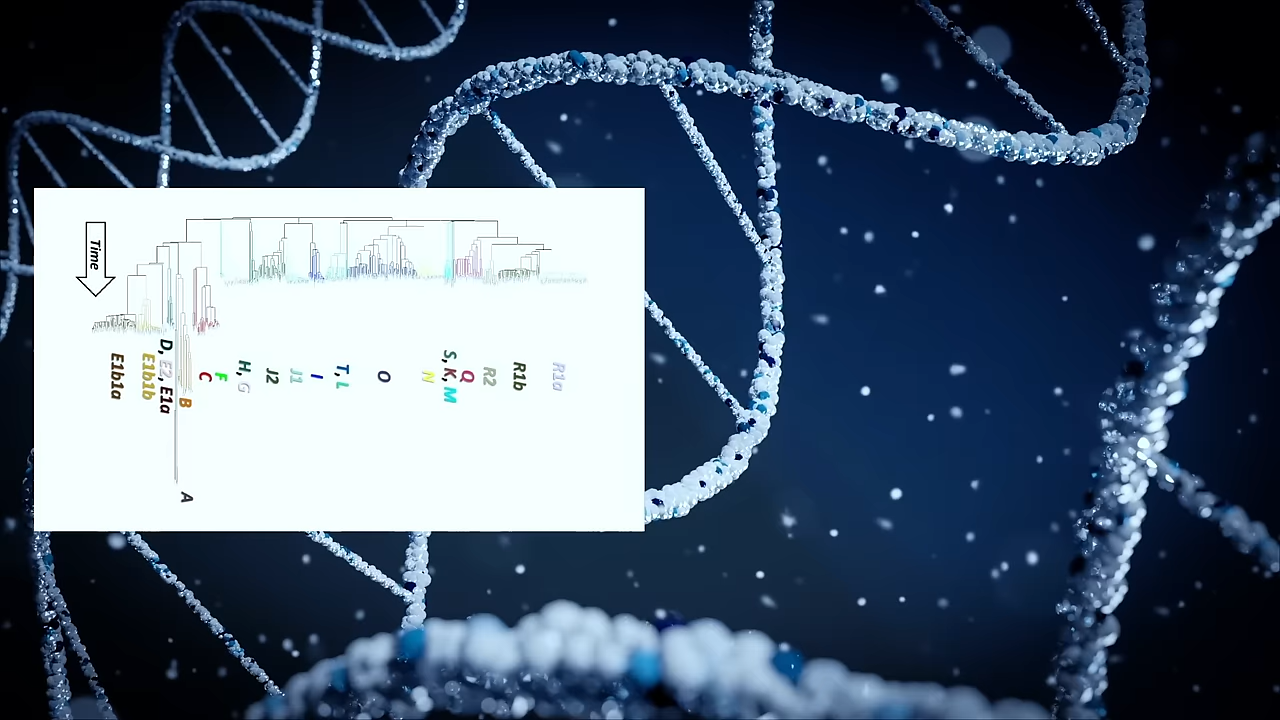 Time
E1b1a
E1b1b
D, E2, E1a
B
A
C
F
H, G
J2
J1
I
T, L
O
N
S, K, M
Q
R2
R1b
R1a